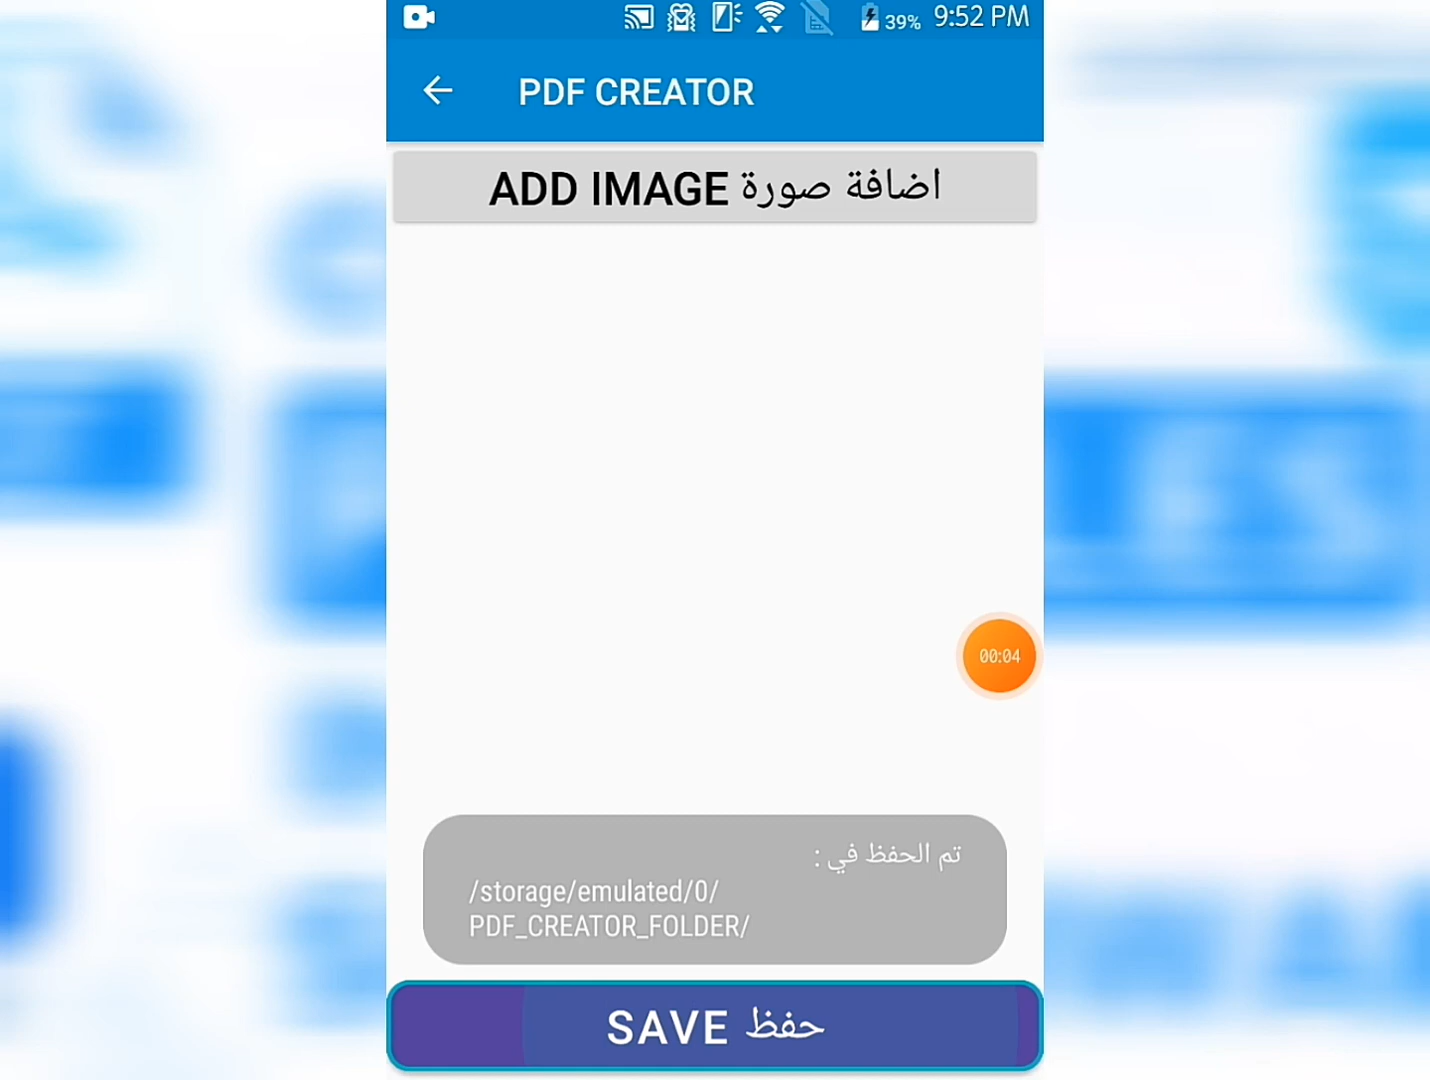 39% 9:52 PM
PDF CREATOR
ADD IMAGE اضافة صورة
00:04
تم الحفظ في :
/storage/emulated/0/
PDF_CREATOR_FOLDER/
SAVE حفظ